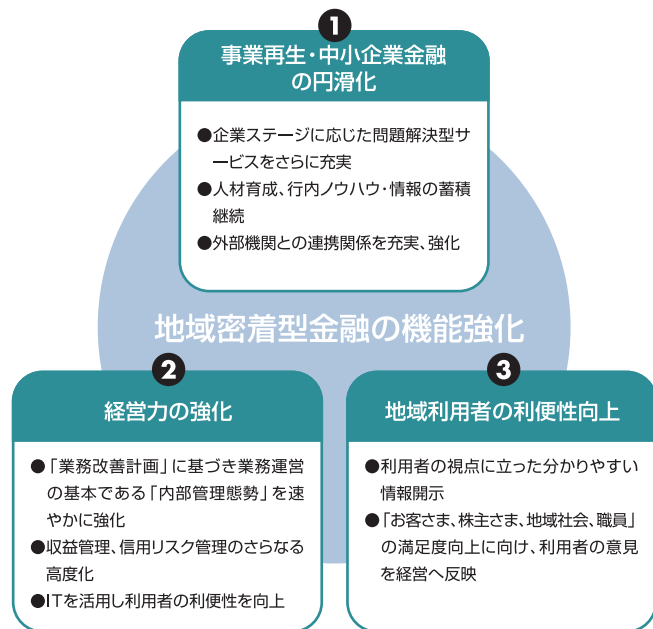 1
事業再生・中小企業金融
の円滑化
●企業ステージに応じた問題解決型サ
ービスをさらに充実
●人材育成、行内ノウハウ・情報の蓄積
継続
●外部機関との連携関係を充実、強化
地域密着型金融の機能強化
2
経営力の強化
●「業務改善計画」に基づき業務運営
の基本である「内部管理態勢」を速
やかに強化
●収益管理、信用リスク管理のさらなる
高度化
●ITを活用し利用者の利便性を向上
3
地域利用者の利便性向上
●利用者の視点に立った分かりやすい
情報開示
●「お客さま、株主さま、地域社会、職員」
の満足度向上に向け、利用者の意見
を経営へ反映